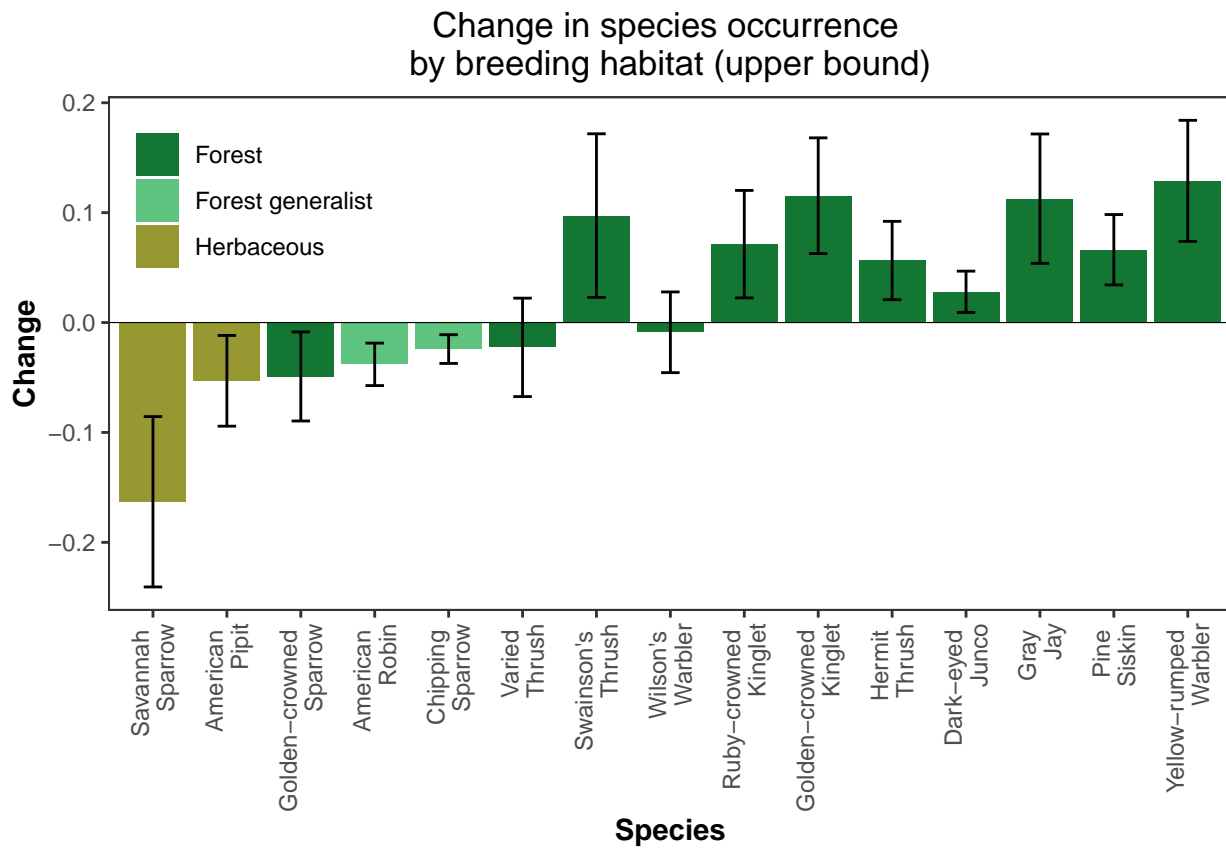 Change in species occurrence
by breeding habitat (upper bound)
Forest
Forest generalist
Herbaceous
0.2
0.1
0.0
−0.1
−0.2
Change
Savannah
Sparrow
American
Pipit
Golden−crowned
Sparrow
American
Robin
Chipping
Sparrow
Varied
Thrush
Swainson's
Thrush
Wilson's
Warbler
Ruby−crowned
Kinglet
Golden−crowned
Kinglet
Hermit
Thrush
Dark−eyed
Junco
Gray
Jay
Pine
Siskin
Yellow−rumped
Warbler
Species